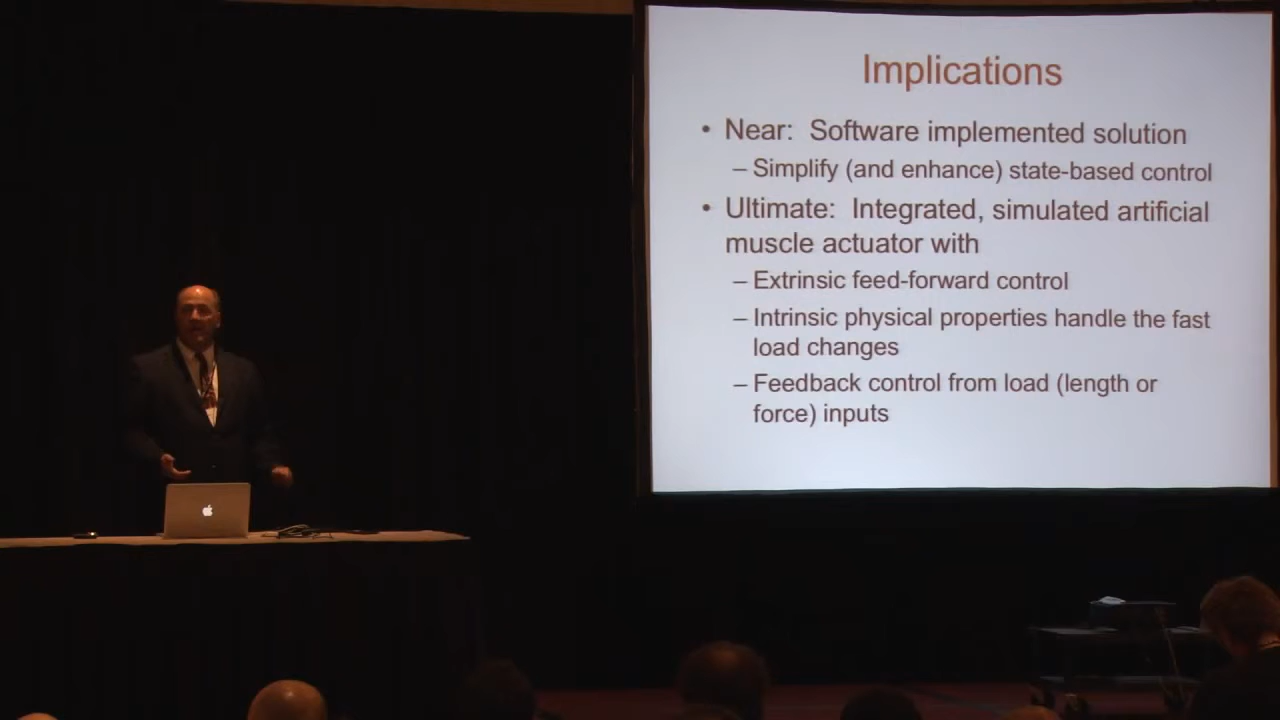 Implications
• Near: Software implemented solution
– Simplify (and enhance) state-based control
• Ultimate: Integrated, simulated artificial
muscle actuator with
– Extrinsic feed-forward control
– Intrinsic physical properties handle the fast
load changes
– Feedback control from load (length or
force) inputs